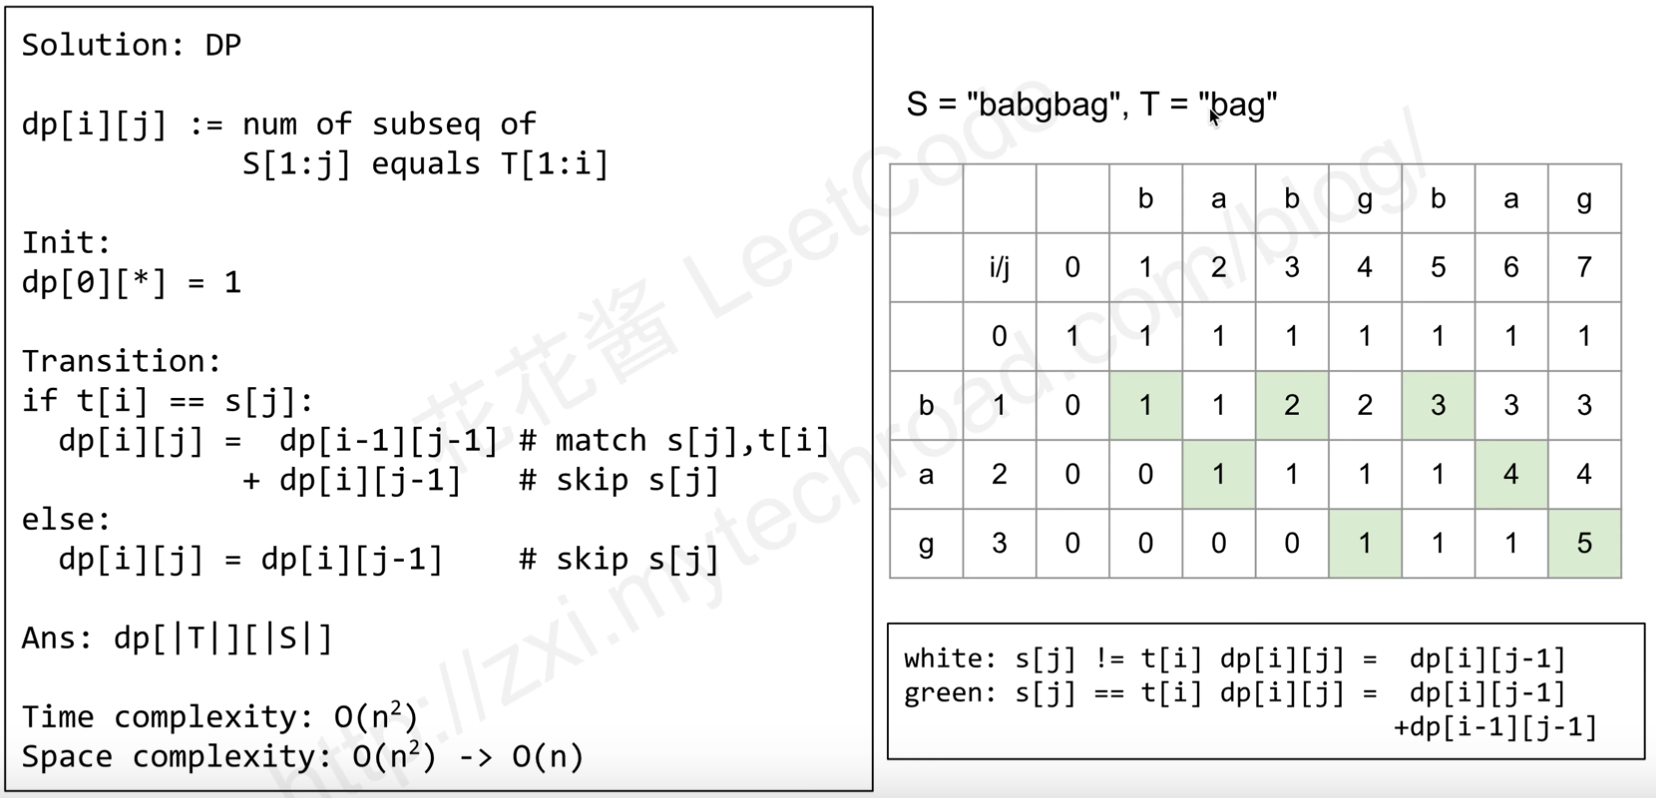 Solution: DP
dp[i][j] := num of subseq of
S[1:j] equals T[1:i]
Init:
dp[0][*] = 1
Transition:
if t[i] == s[j]:
dp[i][j] = dp[i-1][j-1] # match s[j],t[i]
+ dp[i][j-1] # skip s[j]
else:
dp[i][j] = dp[i][j-1] # skip s[j]
Ans: dp[|T|][|S|]
Time complexity: O(n²)
Space complexity: O(n²) -> O(n)
S = "babgbag", T = "bag"
b a b g b a g
i/j 0 1 2 3 4 5 6 7
0 1 1 1 1 1 1 1 1
b 1 0 1 1 2 2 3 3 3
a 2 0 0 1 1 1 1 4 4
g 3 0 0 0 0 1 1 1 5
white: s[j] != t[i] dp[i][j] = dp[i][j-1]
green: s[j] == t[i] dp[i][j] = dp[i][j-1]
+dp[i-1][j-1]
花花酱 LeetCode
http://zxi.mytechroad.com/blog/